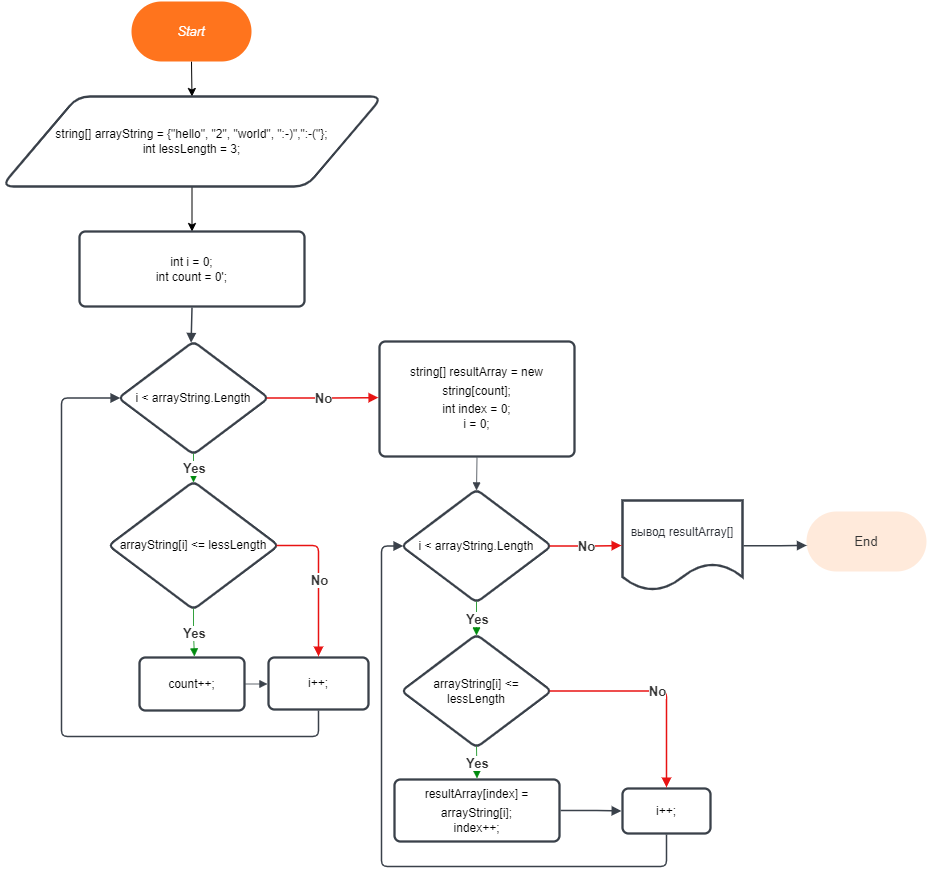 Start
string[] arrayString = {"hello", "2", "world", ":-)",":-("};
int lessLength = 3;
int i = 0;
int count = 0';
i < arrayString.Length
No
Yes
arrayString[i] <= lessLength
No
Yes
count++;
i++;
string[] resultArray = new
string[count];
int index = 0;
i = 0;
i < arrayString.Length
No
вывод resultArray[]
End
Yes
arrayString[i] <=
lessLength
No
Yes
resultArray[index] =
arrayString[i];
index++;
i++;